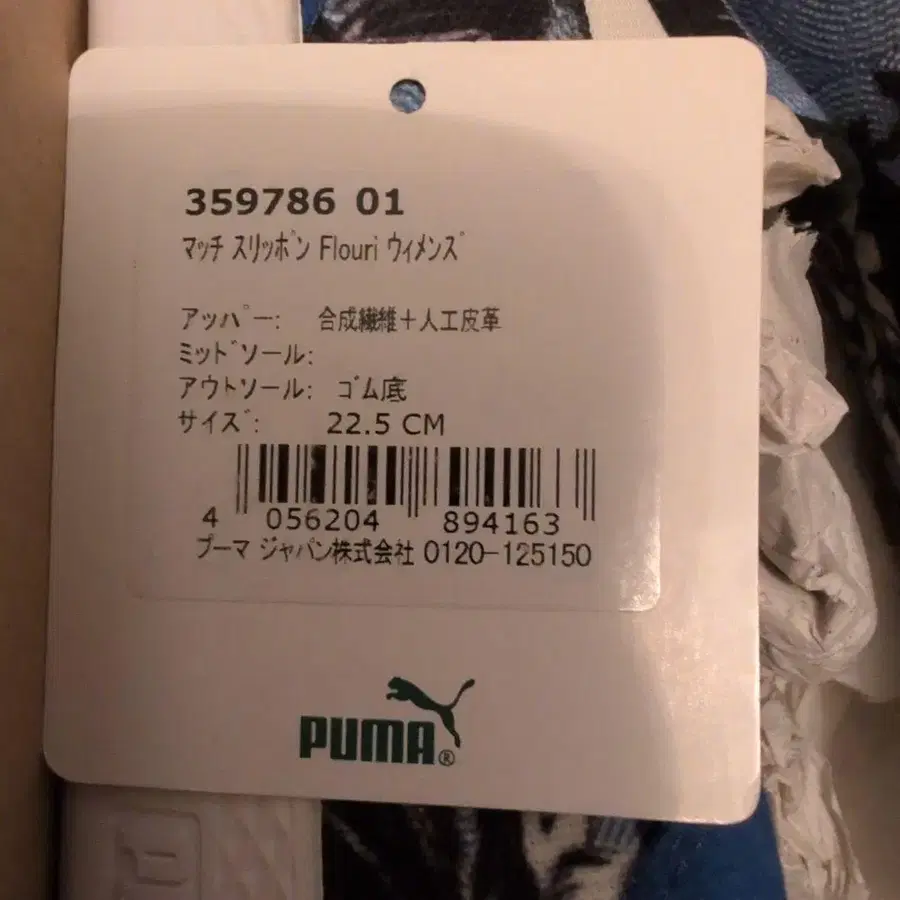 359786 01
マッチ スリッポン Flouri ウィメンズ
アッパー: 合成繊維+人工皮革
ミッドソール:
アウトソール: ゴム底
サイズ: 22.5 CM
4 056204 894163
プーマ ジャパン株式会社 0120-125150
PUMA®